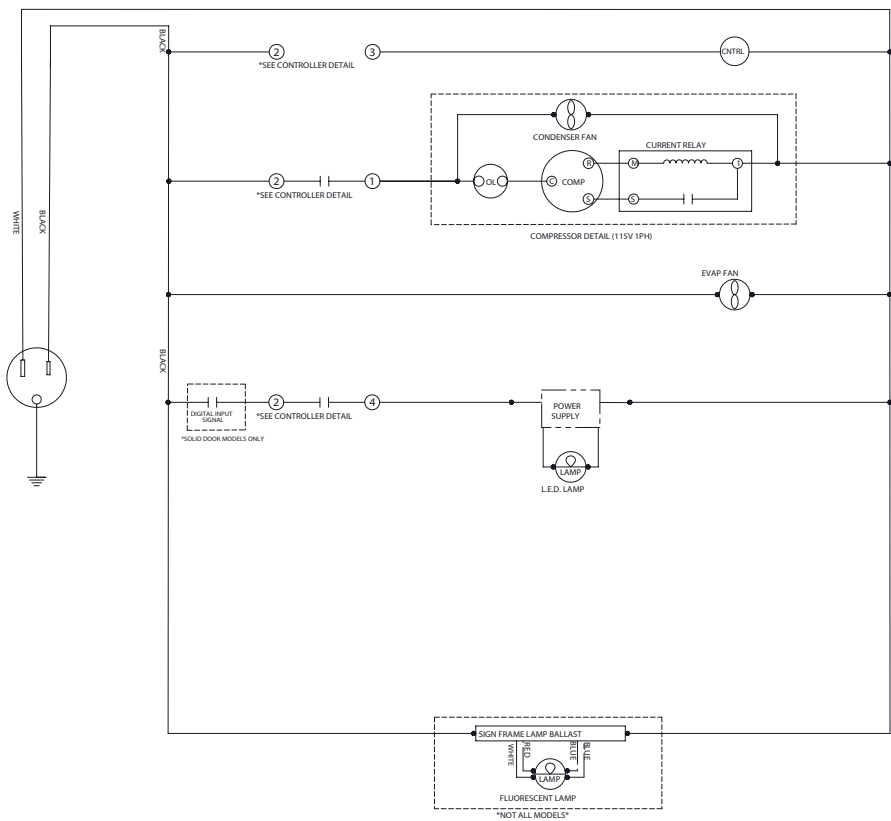 BLACK
2
3
CNTRL
*SEE CONTROLLER DETAIL
CONDENSER FAN
CURRENT RELAY
R
M
1
2
1
OL
C
COMP
*SEE CONTROLLER DETAIL
S
S
WHITE
BLACK
COMPRESSOR DETAIL (115V 1PH)
EVAP FAN
BLACK
2
4
POWER
SUPPLY
DIGITAL INPUT
SIGNAL
*SEE CONTROLLER DETAIL
*SOLID DOOR MODELS ONLY
LAMP
L.E.D. LAMP
SIGN FRAME LAMP BALLAST
WHITE
RED
BLUE
BLUE
LAMP
FLUORESCENT LAMP
*NOT ALL MODELS*